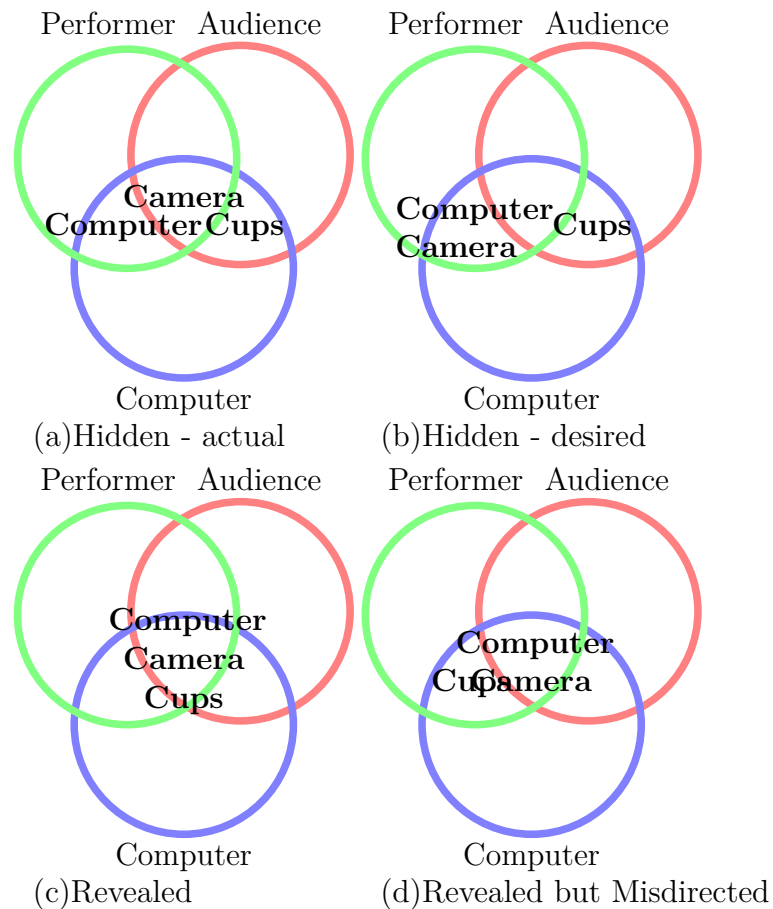 Performer Audience
Camera
Computer Cups
Computer
(a)Hidden - actual
Performer Audience
Computer
Cups
Camera
Computer
(b)Hidden - desired
Performer Audience
Computer
Camera
Cups
Computer
(c)Revealed
Performer Audience
Computer
Cups Camera
Computer
(d)Revealed but Misdirected